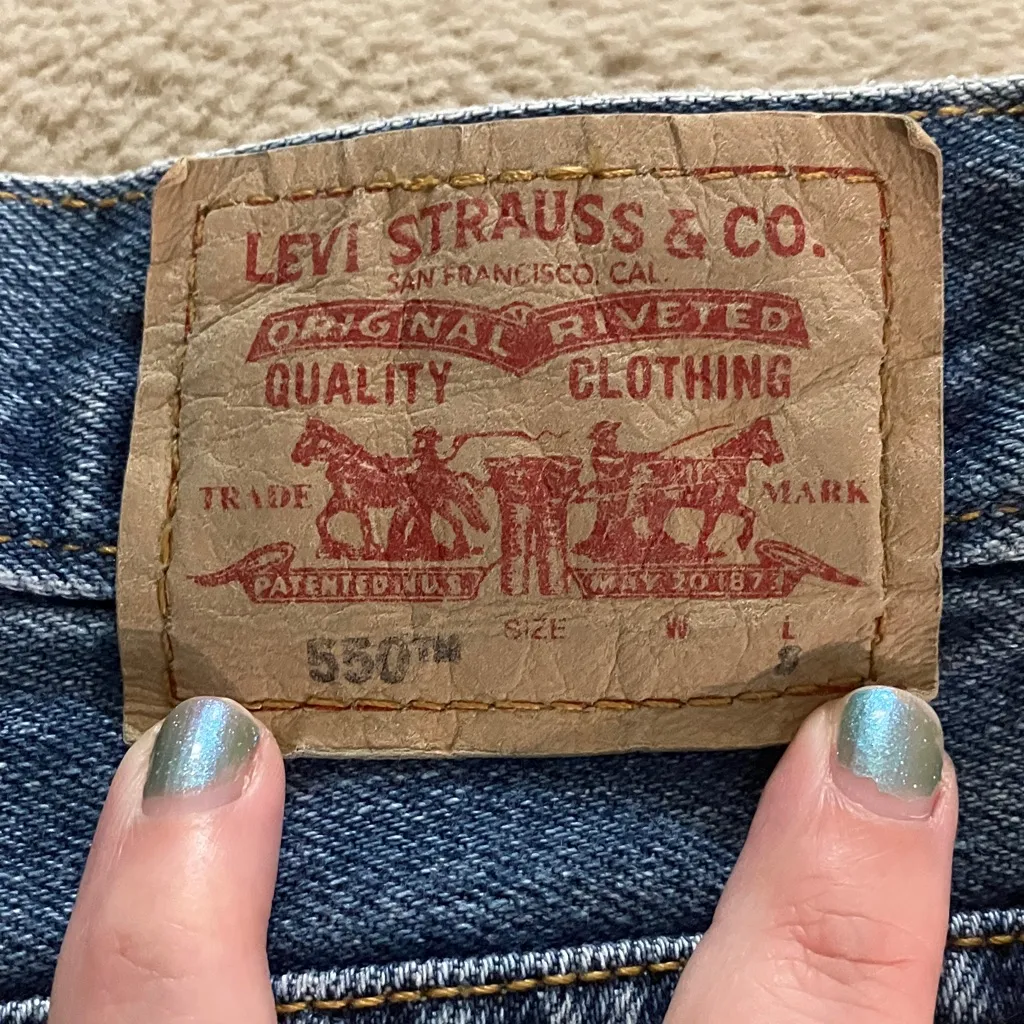 LEVI STRAUSS & CO.
SAN FRANCISCO, CAL.
ORIGINAL RIVETED
QUALITY CLOTHING
TRADE MARK
PATENTED IN U.S. MAY 20 1873
SIZE W L
550™ 8